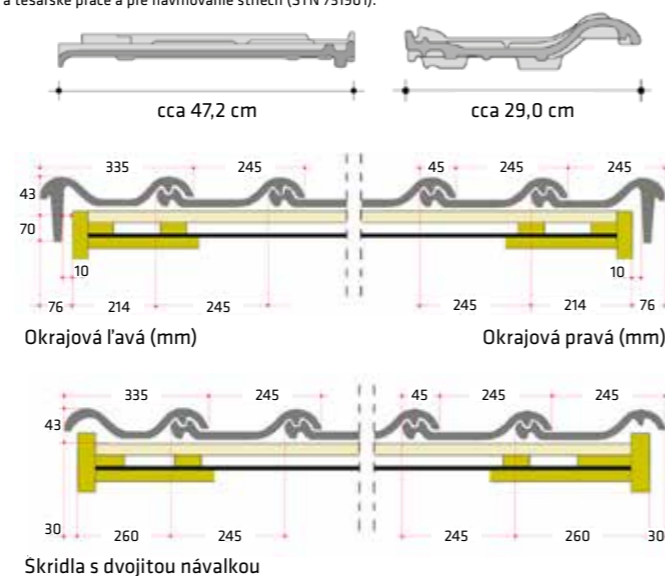 a tesárske práce a pre navrhovanie striech (STN 731901).
cca 47,2 cm
cca 29,0 cm
335 245 45 245 245
43
70
10 10
76 214 245 245 214 76
Okrajová ľavá (mm)
Okrajová pravá (mm)
335 245 45 245 245
43
30 260 245 245 260 30
Škridla s dvojitou návalkou